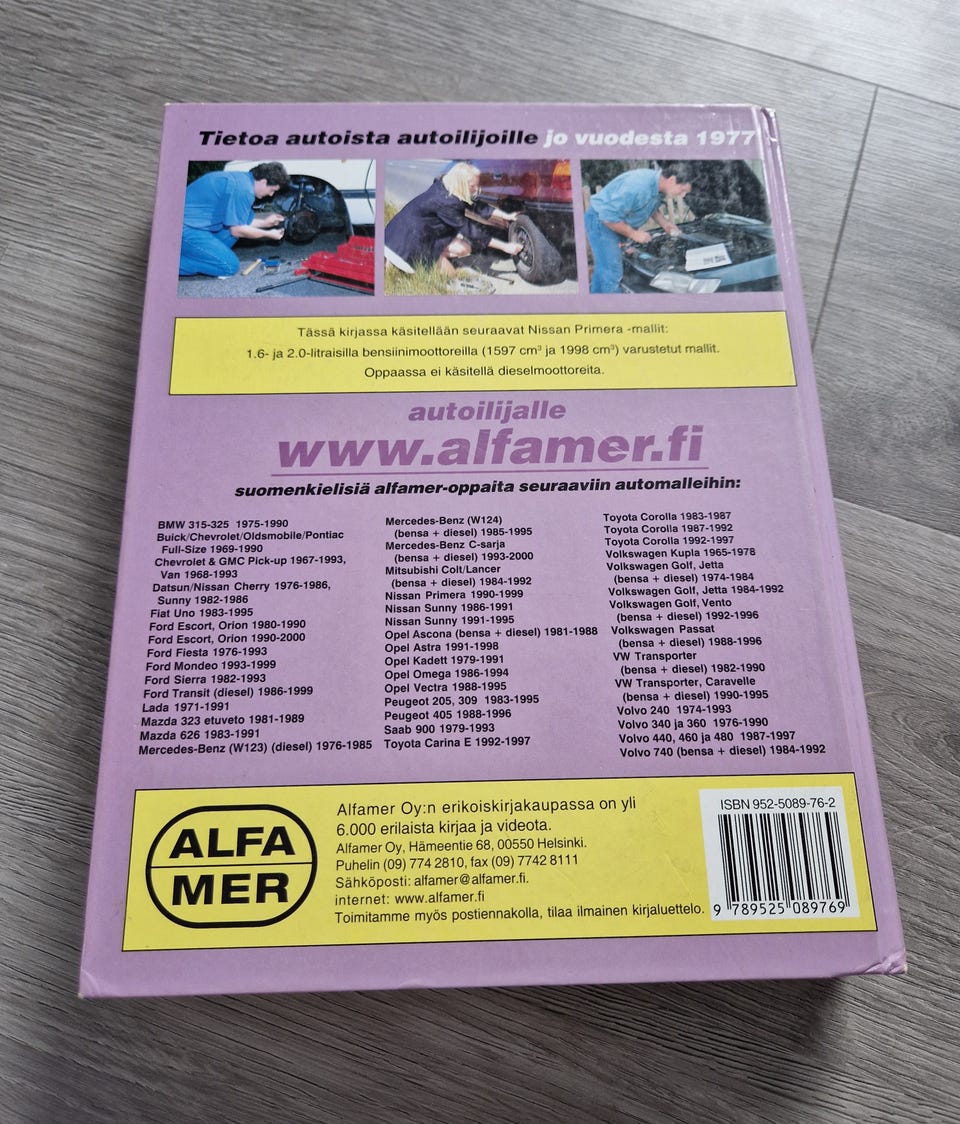 Tietoa autoista autoilijoille jo vuodesta 1977
Tässä kirjassa käsitellään seuraavat Nissan Primera -mallit:
1.6- ja 2.0-litraisilla bensiinimoottoreilla (1597 cm³ ja 1998 cm³) varustetut mallit.
Oppaassa ei käsitellä dieselmoottoreita.
autoilijalle
www.alfamer.fi
suomenkielisiä alfamer-oppaita seuraaviin automalleihin:
BMW 315-325 1975-1990
Buick/Chevrolet/Oldsmobile/Pontiac
Full-Size 1969-1990
Chevrolet & GMC Pick-up 1967-1993,
Van 1968-1993
Datsun/Nissan Cherry 1976-1986,
Sunny 1982-1986
Fiat Uno 1983-1995
Ford Escort, Orion 1980-1990
Ford Escort, Orion 1990-2000
Ford Fiesta 1976-1993
Ford Mondeo 1993-1999
Ford Sierra 1982-1993
Ford Transit (diesel) 1986-1999
Lada 1971-1991
Mazda 323 etuveto 1981-1989
Mazda 626 1983-1991
Mercedes-Benz (W123) (diesel) 1976-1985
Mercedes-Benz (W124)
(bensa + diesel) 1985-1995
Mercedes-Benz C-sarja
(bensa + diesel) 1993-2000
Mitsubishi Colt/Lancer
(bensa + diesel) 1984-1992
Nissan Primera 1990-1999
Nissan Sunny 1986-1991
Nissan Sunny 1991-1995
Opel Ascona (bensa + diesel) 1981-1988
Opel Astra 1991-1998
Opel Kadett 1979-1991
Opel Omega 1986-1994
Opel Vectra 1988-1995
Peugeot 205, 309 1983-1995
Peugeot 405 1988-1996
Saab 900 1979-1993
Toyota Carina E 1992-1997
Toyota Corolla 1983-1987
Toyota Corolla 1987-1992
Toyota Corolla 1992-1997
Volkswagen Kupla 1965-1978
Volkswagen Golf, Jetta
(bensa + diesel) 1974-1984
Volkswagen Golf, Jetta 1984-1992
Volkswagen Golf, Vento
(bensa + diesel) 1992-1996
Volkswagen Passat
(bensa + diesel) 1988-1996
VW Transporter
(bensa + diesel) 1982-1990
VW Transporter, Caravelle
(bensa + diesel) 1990-1995
Volvo 240 1974-1993
Volvo 340 ja 360 1976-1990
Volvo 440, 460 ja 480 1987-1997
Volvo 740 (bensa + diesel) 1984-1992
ALFA
MER
Alfamer Oy:n erikoiskirjakaupassa on yli
6.000 erilaista kirjaa ja videota.
Alfamer Oy, Hämeentie 68, 00550 Helsinki.
Puhelin (09) 774 2810, fax (09) 7742 8111
Sähköposti: alfamer@alfamer.fi.
internet: www.alfamer.fi
Toimitamme myös postiennakolla, tilaa ilmainen kirjaluettelo.
ISBN 952-5089-76-2
9 789525 089769